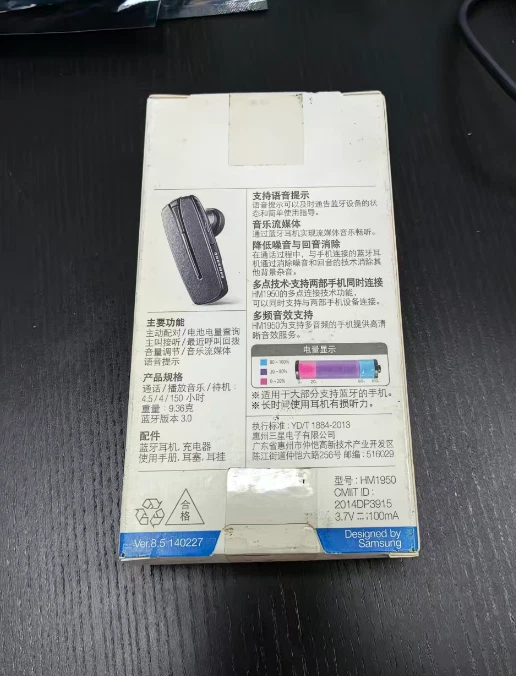 支持语音提示
语音提示可以及时通告蓝牙设备的状
态和简单使用指导。
音乐流媒体
通过蓝牙耳机实现流媒体音乐畅听。
降低噪音与回音消除
在通话过程中，与手机连接的蓝牙耳
机通过消除噪音和回音的技术消除其
他背景杂音。
多点技术-支持两部手机同时连接
HM1950的多点连接技术功能，
可以同时支持与两部手机设备连接。
多频音效支持
HM1950为支持多音频的手机提供高清
晰音效服务。
电量显示
80~100%
20~80%
0~20%
※适用于大部分支持蓝牙的手机。
※长时间使用耳机有损听力。
执行标准: YD/T 1884-2013
惠州三星电子有限公司
广东省惠州市仲恺高新技术产业开发区
陈江街道仲恺六路256号 邮编: 516029
主要功能
主动配对/电池电量查询
主叫接听/最近呼叫回拨
音量调节/音乐流媒体
语音提示
产品规格
通话/播放音乐/待机:
4.5/4/150 小时
重量: 9.36克
蓝牙版本 3.0
配件
蓝牙耳机, 充电器
使用手册, 耳塞, 耳挂
合格
型号: HM1950
CMIIT ID:
2014DP3915
3.7V ⎓ 100mA
Ver.8.5 140227
Designed by
Samsung